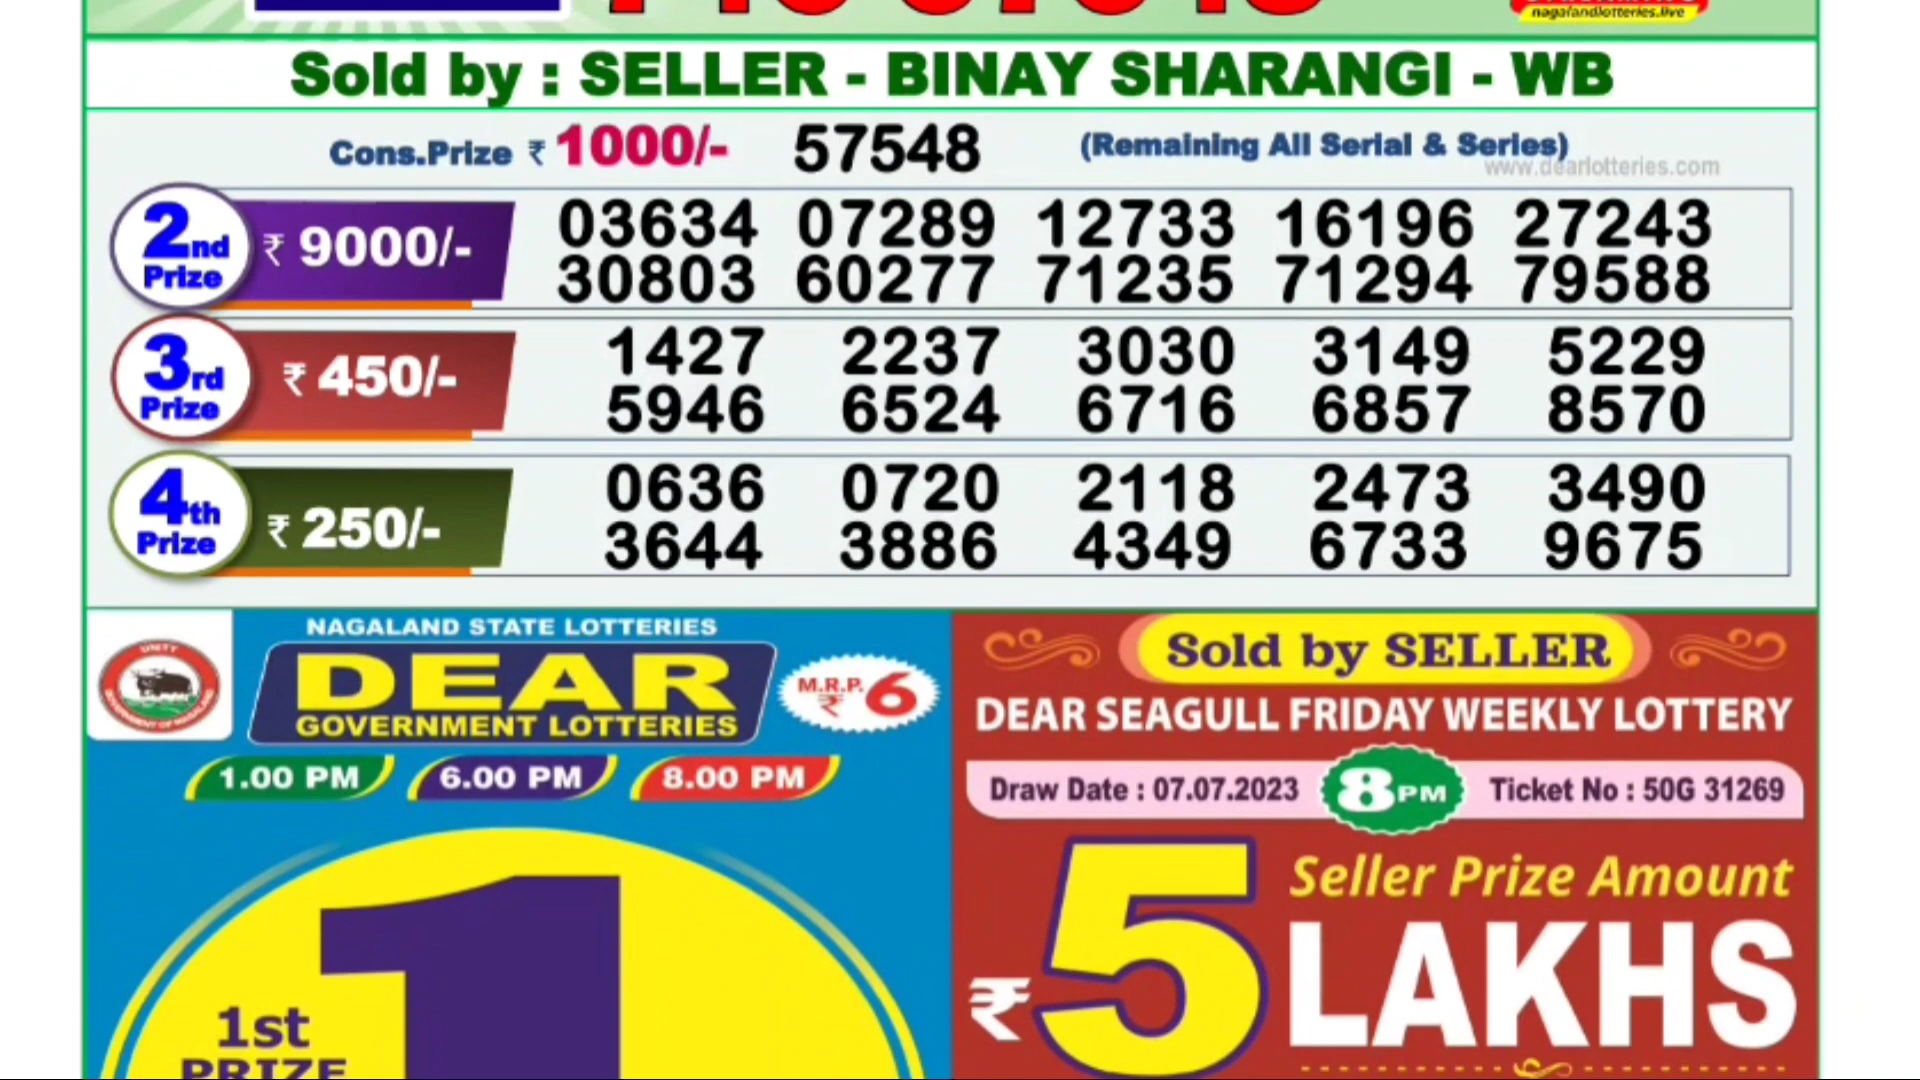 nagalandlotteries.live
Sold by : SELLER - BINAY SHARANGI - WB
Cons.Prize ₹ 1000/- 57548 (Remaining All Serial & Series)
www.dearlotteries.com
2nd Prize ₹ 9000/-
03634 07289 12733 16196 27243
30803 60277 71235 71294 79588
3rd Prize ₹ 450/-
1427 2237 3030 3149 5229
5946 6524 6716 6857 8570
4th Prize ₹ 250/-
0636 0720 2118 2473 3490
3644 3886 4349 6733 9675
UNITY
NAGALAND STATE LOTTERIES
DEAR
GOVERNMENT LOTTERIES
M.R.P. ₹ 6
1.00 PM 6.00 PM 8.00 PM
1st
PRIZE
1
Sold by SELLER
DEAR SEAGULL FRIDAY WEEKLY LOTTERY
Draw Date : 07.07.2023 8 PM Ticket No : 50G 31269
Seller Prize Amount
₹ 5 LAKHS